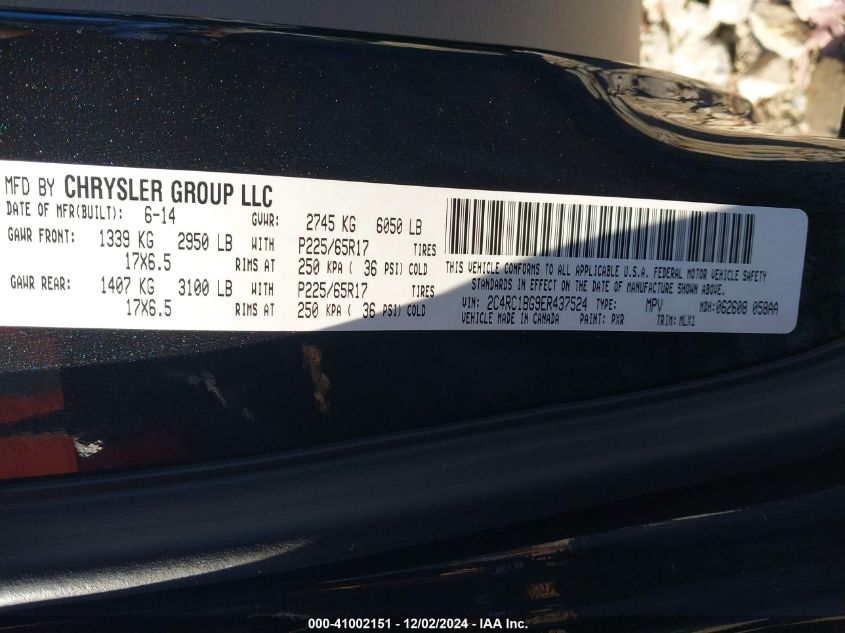 MFD BY CHRYSLER GROUP LLC
DATE OF MFR(BUILT): 6-14 GVWR: 2745 KG 6050 LB
GAWR FRONT: 1339 KG 2950 LB WITH P225/65R17 TIRES
17X6.5 RIMS AT 250 KPA ( 36 PSI) COLD
GAWR REAR: 1407 KG 3100 LB WITH P225/65R17 TIRES
17X6.5 RIMS AT 250 KPA ( 36 PSI) COLD
THIS VEHICLE CONFORMS TO ALL APPLICABLE U.S.A. FEDERAL MOTOR VEHICLE SAFETY
STANDARDS IN EFFECT ON THE DATE OF MANUFACTURE SHOWN ABOVE.
VIN: 2C4RC1BG9ER437524 TYPE: MPV MDH:062608 058AA
VEHICLE MADE IN CANADA PAINT: PXR TRIM: MLX1
000-41002151 - 12/02/2024 - IAA Inc.